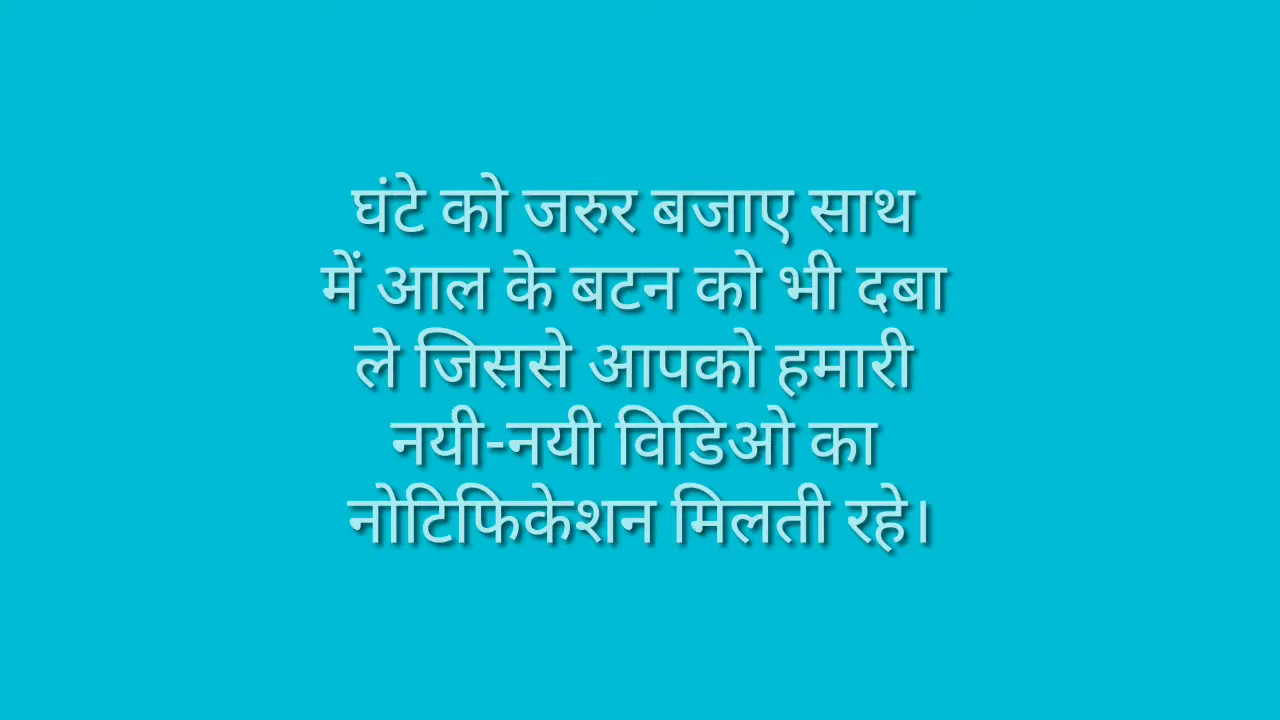 घंटे को जरुर बजाए साथ
में आल के बटन को भी दबा
ले जिससे आपको हमारी
नयी-नयी विडिओ का
नोटिफिकेशन मिलती रहे।